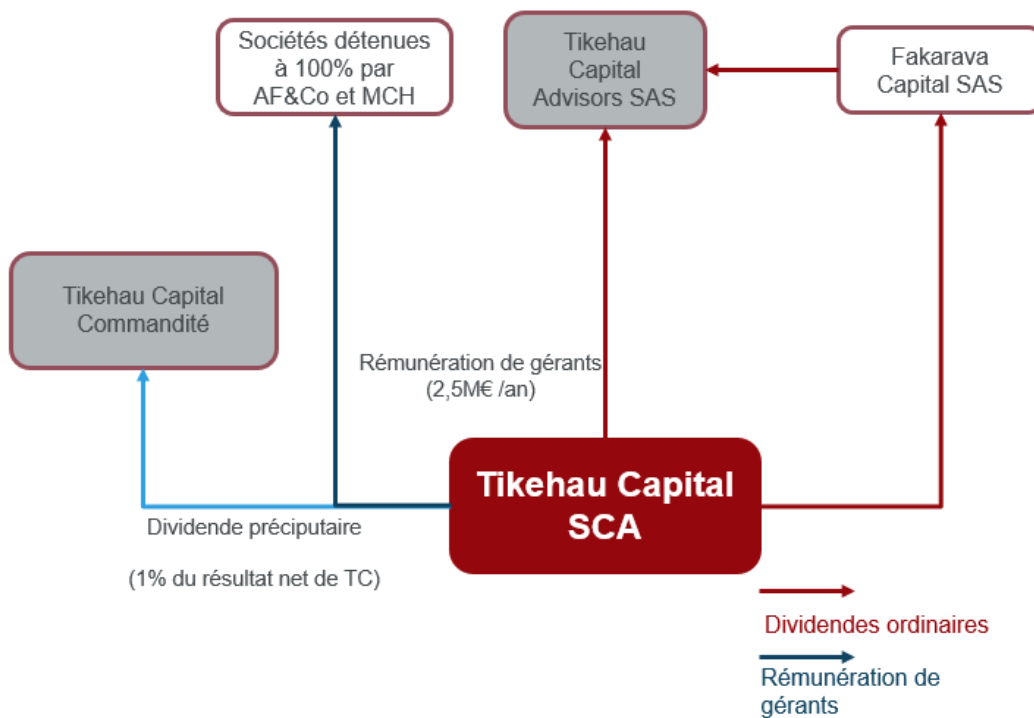 Sociétés détenues
à 100% par
AF&Co et MCH
Tikehau
Capital
Advisors SAS
Fakarava
Capital SAS
Tikehau Capital
Commandité
Rémunération de gérants
(2,5M€ /an)
Tikehau Capital
SCA
Dividende préciputaire
(1% du résultat net de TC)
Dividendes ordinaires
Rémunération de
gérants